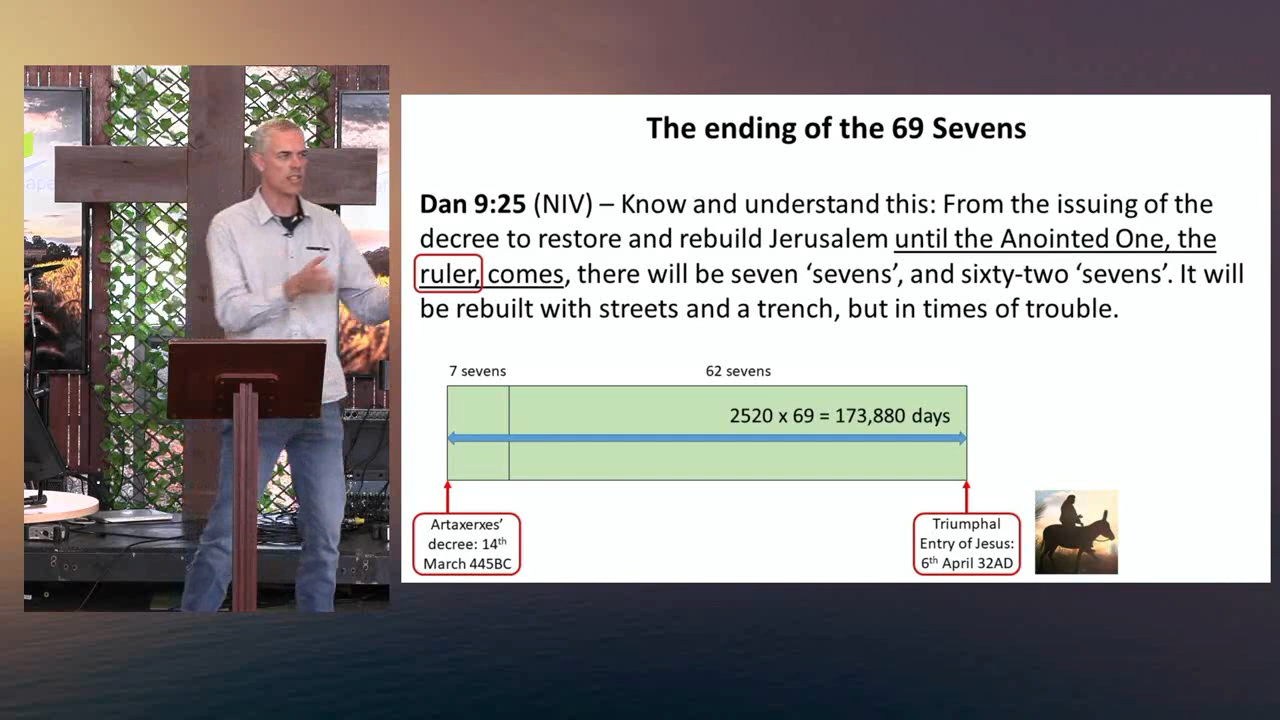 The ending of the 69 Sevens
Dan 9:25 (NIV) – Know and understand this: From the issuing of the
decree to restore and rebuild Jerusalem until the Anointed One, the
ruler, comes, there will be seven ‘sevens’, and sixty-two ‘sevens’. It will
be rebuilt with streets and a trench, but in times of trouble.
7 sevens
62 sevens
2520 x 69 = 173,880 days
Artaxerxes’
decree: 14th
March 445BC
Triumphal
Entry of Jesus:
6th April 32AD